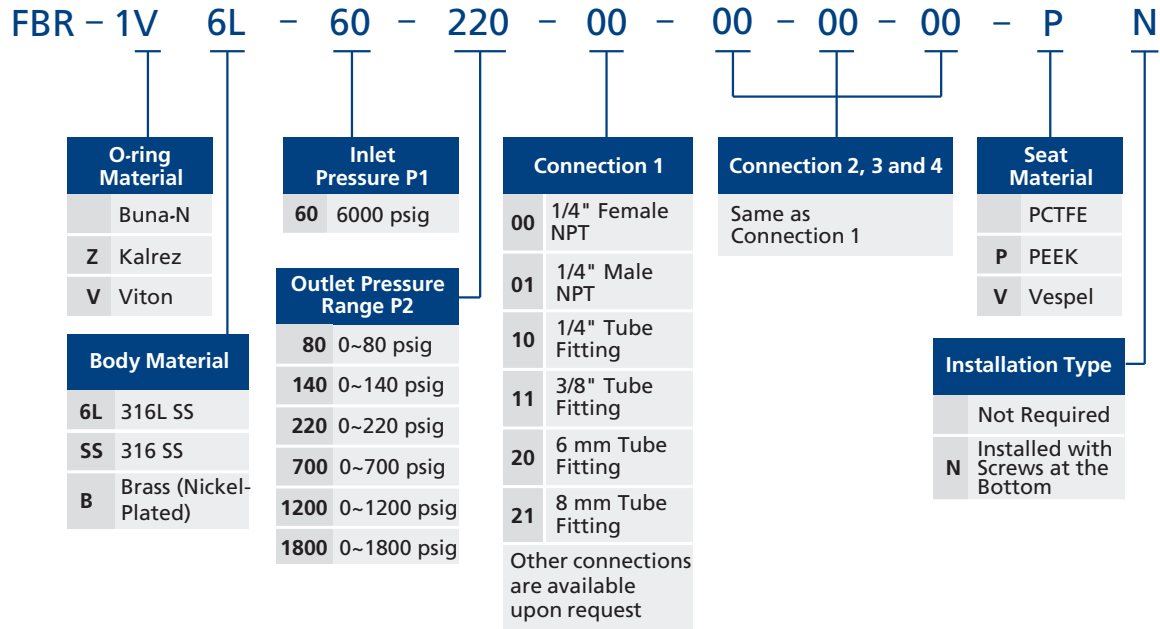 FBR – 1V 6L – 60 – 220 – 00 – 00 – 00 – 00 – P N
O-ring
Material
Buna-N
Z Kalrez
V Viton
Body Material
6L 316L SS
SS 316 SS
B Brass (Nickel-
Plated)
Inlet
Pressure P1
60 6000 psig
Outlet Pressure
Range P2
80 0~80 psig
140 0~140 psig
220 0~220 psig
700 0~700 psig
1200 0~1200 psig
1800 0~1800 psig
Connection 1
00 1/4" Female
NPT
01 1/4" Male
NPT
10 1/4" Tube
Fitting
11 3/8" Tube
Fitting
20 6 mm Tube
Fitting
21 8 mm Tube
Fitting
Other connections
are available
upon request
Connection 2, 3 and 4
Same as
Connection 1
Seat
Material
PCTFE
P PEEK
V Vespel
Installation Type
Not Required
N Installed with
Screws at the
Bottom